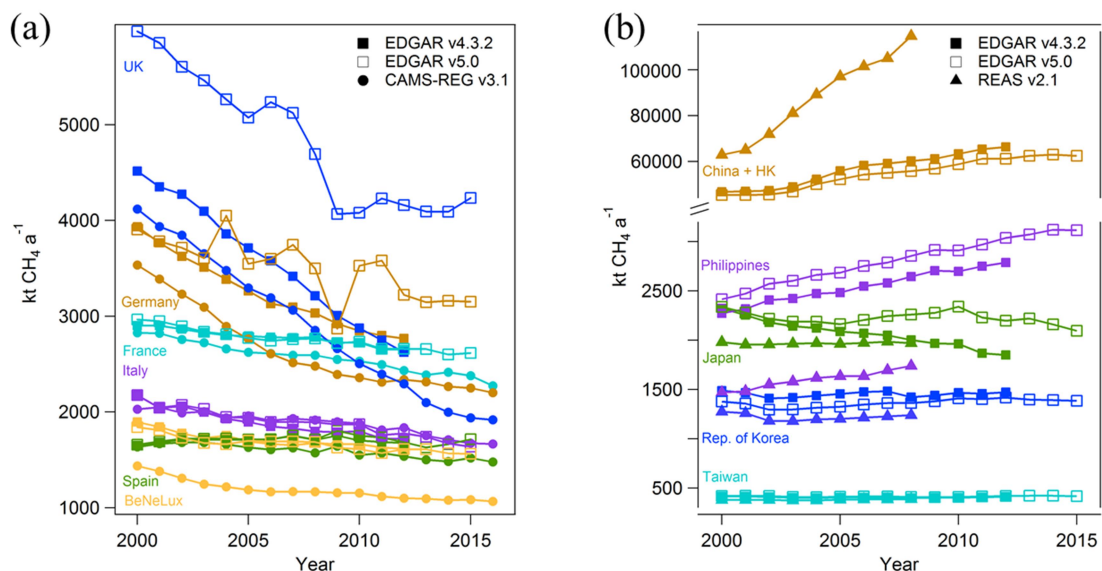 (a)
UK
EDGAR v4.3.2
EDGAR v5.0
CAMS-REG v3.1
5000
4000
3000
2000
1000
kt CH₄ a⁻¹
Germany
France
Italy
Spain
BeNeLux
2000
2005
2010
2015
Year
(b)
EDGAR v4.3.2
EDGAR v5.0
REAS v2.1
100000
60000
2500
1500
500
kt CH₄ a⁻¹
China + HK
Philippines
Japan
Rep. of Korea
Taiwan
2000
2005
2010
2015
Year